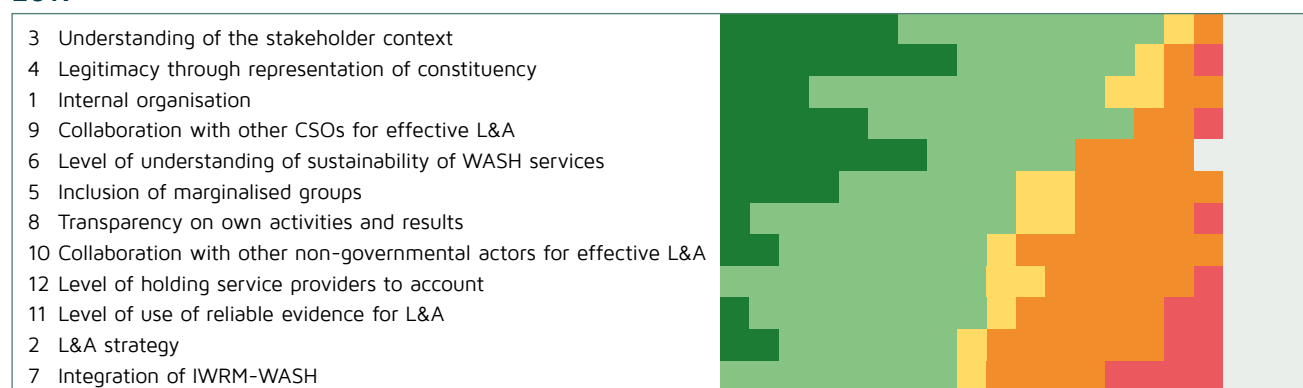 3 Understanding of the stakeholder context
4 Legitimacy through representation of constituency
1 Internal organisation
9 Collaboration with other CSOs for effective L&A
6 Level of understanding of sustainability of WASH services
5 Inclusion of marginalised groups
8 Transparency on own activities and results
10 Collaboration with other non-governmental actors for effective L&A
12 Level of holding service providers to account
11 Level of use of reliable evidence for L&A
2 L&A strategy
7 Integration of IWRM-WASH